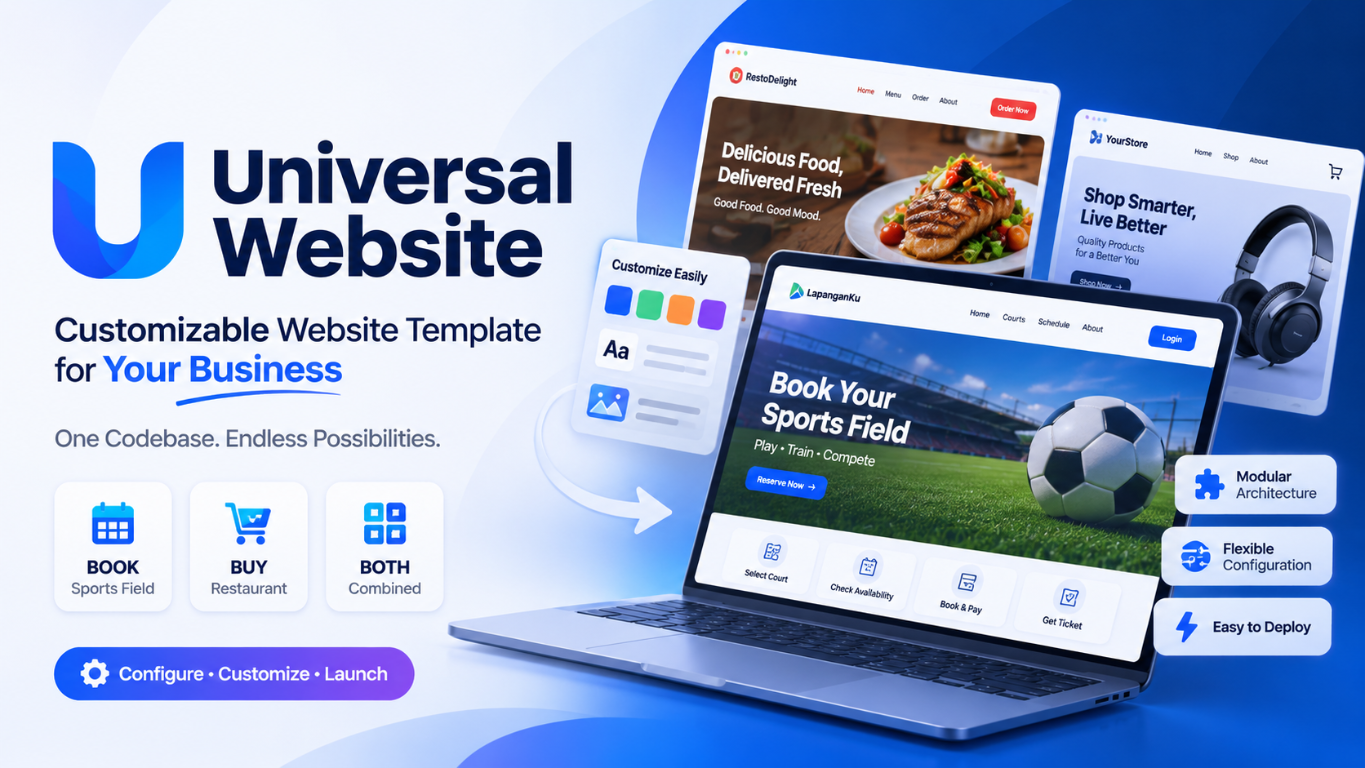 Universal
Website
Customizable Website Template
for Your Business
One Codebase. Endless Possibilities.
BOOK
Sports Field
BUY
Restaurant
BOTH
Combined
Configure • Customize • Launch
RestoDelight
Home Menu Order About
Order Now
Delicious Food,
Delivered Fresh
Good Food. Good Mood.
YourStore
Home Shop About
Shop Smarter,
Live Better
Quality Products
for a Better You
Shop Now →
Customize Easily
Aa
LapanganKu
Home Courts Schedule About
Login
Book Your
Sports Field
Play • Train • Compete
Reserve Now →
Select Court
Check Availability
Book & Pay
Get Ticket
Modular
Architecture
Flexible
Configuration
Easy to Deploy